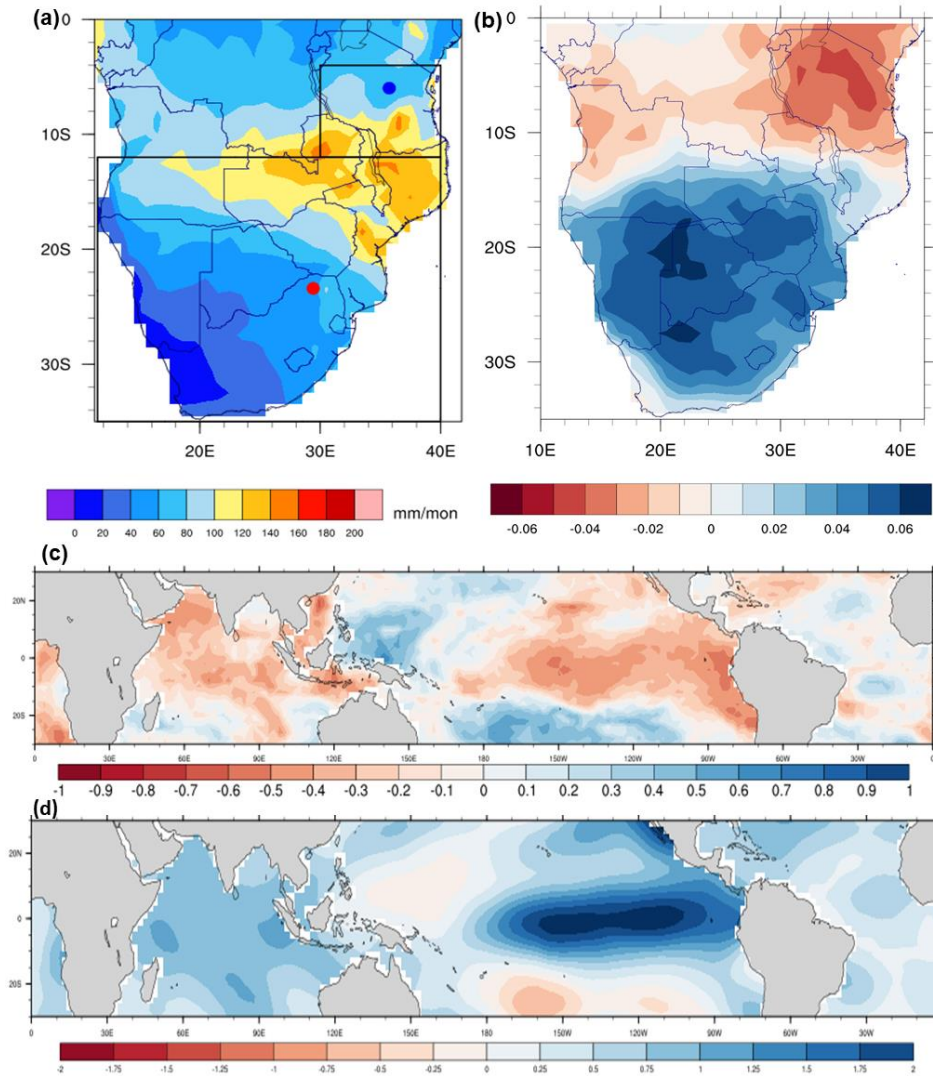 (a)
0
10S
20S
30S
20E 30E 40E
0 20 40 60 80 100 120 140 160 180 200 mm/mon
(b)
0
10S
20S
30S
10E 20E 30E 40E
-0.06 -0.04 -0.02 0 0.02 0.04 0.06
(c)
20N
0
20S
0 30E 60E 90E 120E 150E 180 150W 120W 90W 60W 30W 0
-1 -0.9 -0.8 -0.7 -0.6 -0.5 -0.4 -0.3 -0.2 -0.1 0 0.1 0.2 0.3 0.4 0.5 0.6 0.7 0.8 0.9 1
(d)
20N
0
20S
0 30E 60E 90E 120E 150E 180 150W 120W 90W 60W 30W
-2 -1.75 -1.5 -1.25 -1 -0.75 -0.5 -0.25 0 0.25 0.5 0.75 1 1.25 1.5 1.75 2